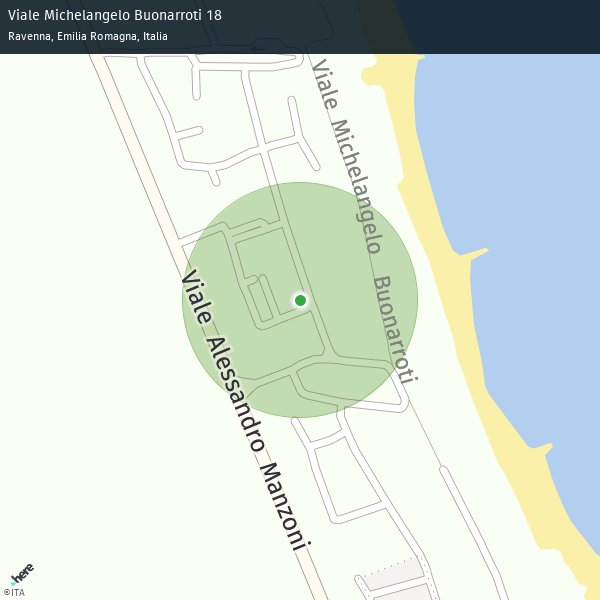 Viale Michelangelo Buonarroti 18
Ravenna, Emilia Romagna, Italia
Viale Michelangelo Buonarroti
Viale Alessandro Manzoni
here
©ITA